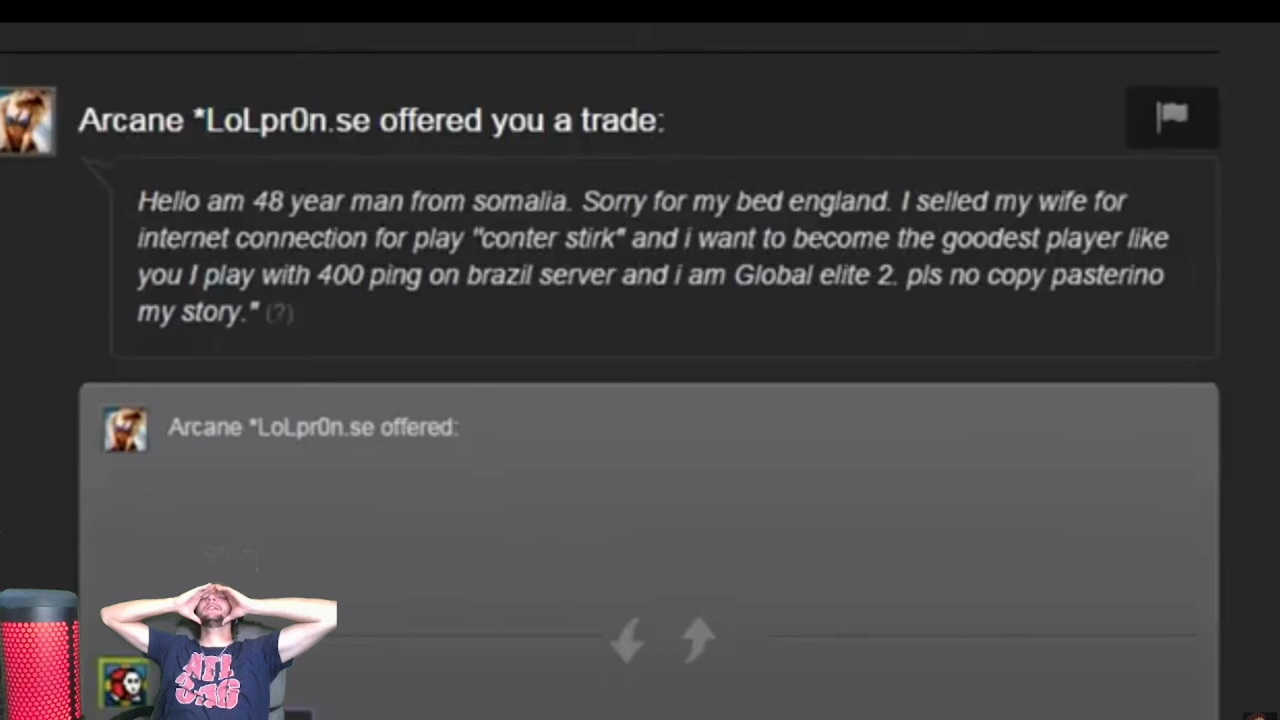 Arcane *LoLpr0n.se offered you a trade:
Hello am 48 year man from somalia. Sorry for my bed england. I selled my wife for
internet connection for play "conter stirk" and i want to become the goodest player like
you I play with 400 ping on brazil server and i am Global elite 2. pls no copy pasterino
my story." (?)
Arcane *LoLpr0n.se offered: